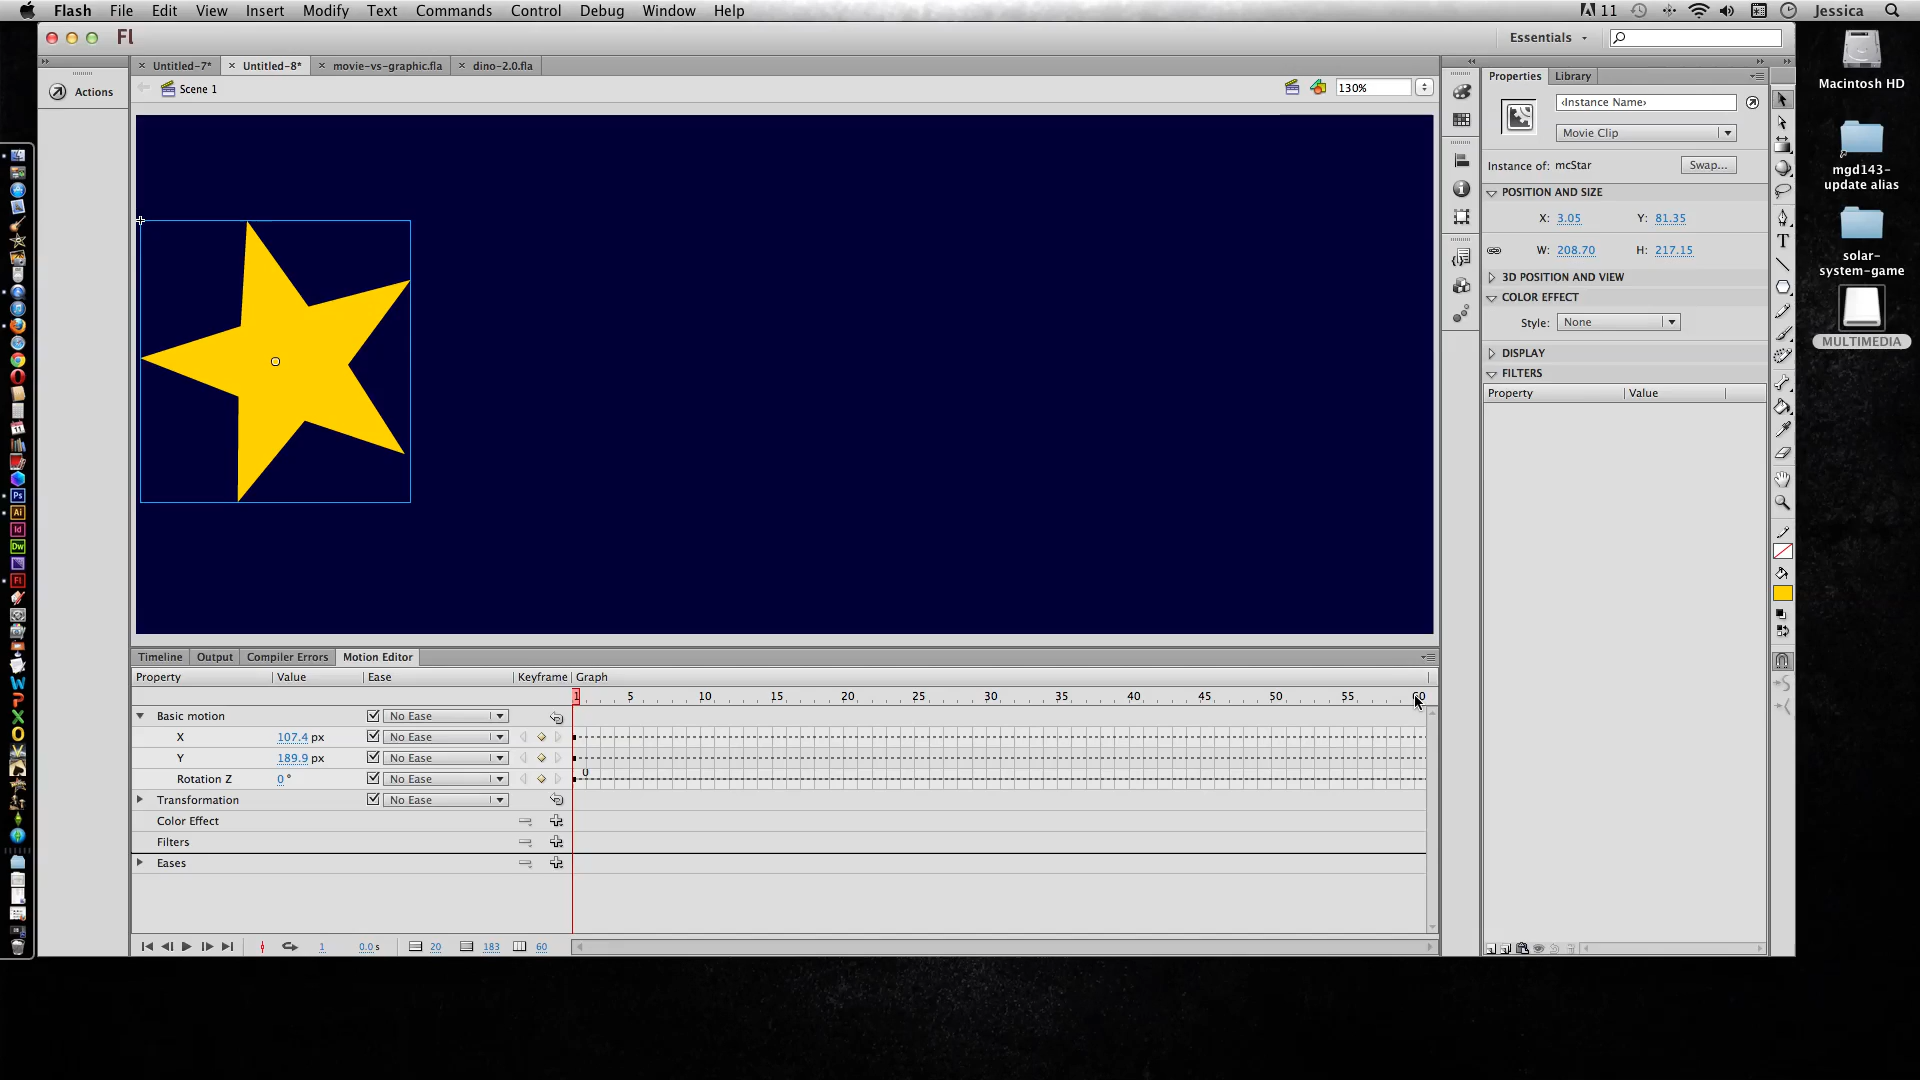 Flash File Edit View Insert Modify Text Commands Control Debug Window Help 11 Jessica
Fl Essentials
Macintosh HD
mgd143-
update alias
solar-
system-game
MULTIMEDIA
Actions
Untitled-7* Untitled-8* movie-vs-graphic.fla dino-2.0.fla
Scene 1 130%
Properties Library
<Instance Name>
Movie Clip
Instance of: mcStar Swap...
POSITION AND SIZE
X: 3.05 Y: 81.35
W: 208.70 H: 217.15
3D POSITION AND VIEW
COLOR EFFECT
Style: None
DISPLAY
FILTERS
Property Value
Ps
Ai
Id
Dw
Fl
Timeline Output Compiler Errors Motion Editor
Property Value Ease Keyframe Graph
1 5 10 15 20 25 30 35 40 45 50 55 60
Basic motion No Ease
X 107.4 px No Ease
Y 189.9 px No Ease
Rotation Z 0 ° No Ease
0
Transformation No Ease
Color Effect
Filters
Eases
1 0.0 s 20 183 60